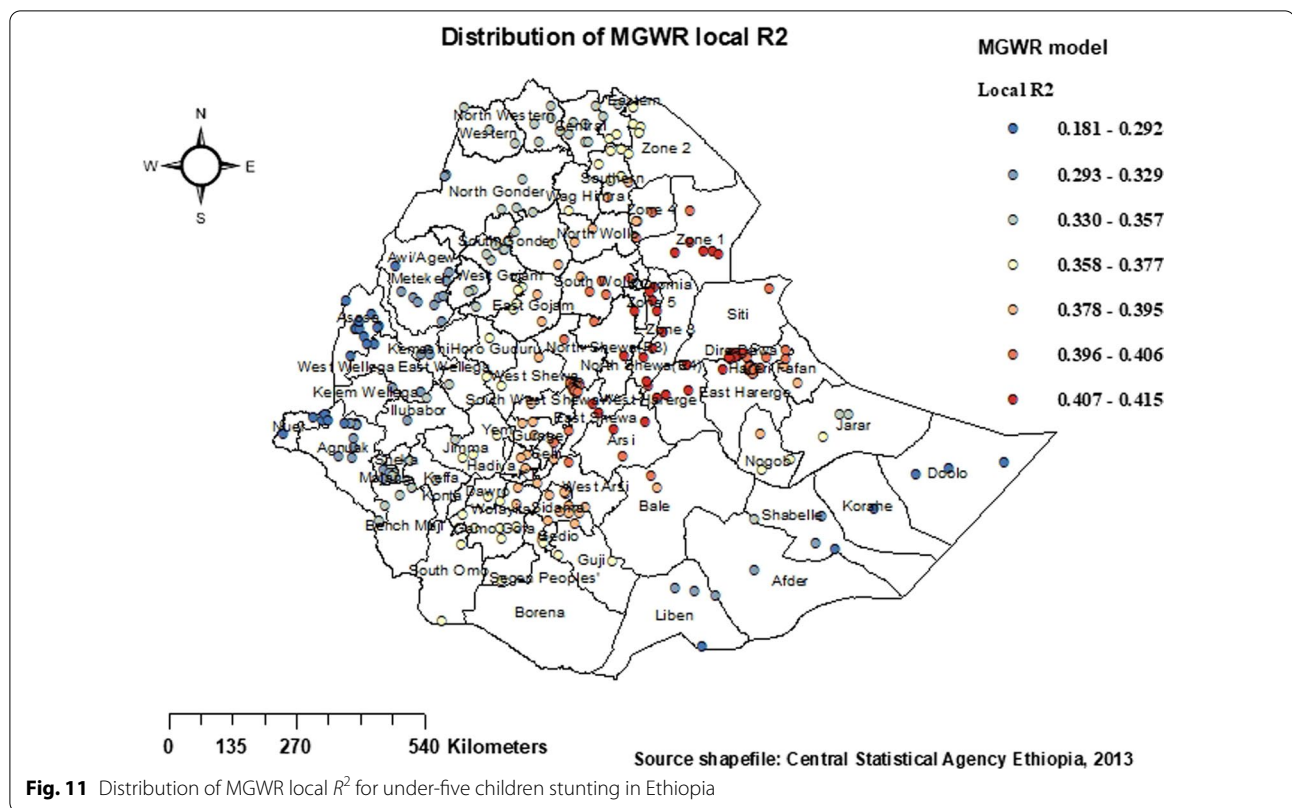 Distribution of MGWR local R2
MGWR model
Local R2
0.181 - 0.292
0.293 - 0.329
0.330 - 0.357
0.358 - 0.377
0.378 - 0.395
0.396 - 0.406
0.407 - 0.415
N
W E
S
Eastern
North Western
Central
Western
Zone 2
Southern
North Gonder
Wag Himra
Zone 4
North Wollo
Zone 1
South Gonder
Awi/Agew
Metekel
West Gojam
South Wollo
Oromia
Zone 5
East Gojam
Siti
Asosa
Zone 3
North Shewa(R3)
Dire Dawa
Kemashi
Horo Guduru
North Shewa(R4)
Hareri
Fafan
West Wellega
East Wellega
West Shewa
East Harerge
Kelem Wellega
South West Shewa
West Harerge
Illubabor
East Shewa
Nuer
Yem
Gurage
Arsi
Jarar
Agnuak
Jimma
Selti
Nogob
Sheka
Hadiya
Doolo
Keffa
West Arsi
Konta
Dawro
Bale
Korahe
Wolayita
Sidama
Shabelle
Bench Maji
Gamo Gofa
Gedio
Guji
South Omo
Segen Peoples'
Afder
Borena
Liben
0 135 270 540 Kilometers
Source shapefile: Central Statistical Agency Ethiopia, 2013
Fig. 11 Distribution of MGWR local R² for under-five children stunting in Ethiopia